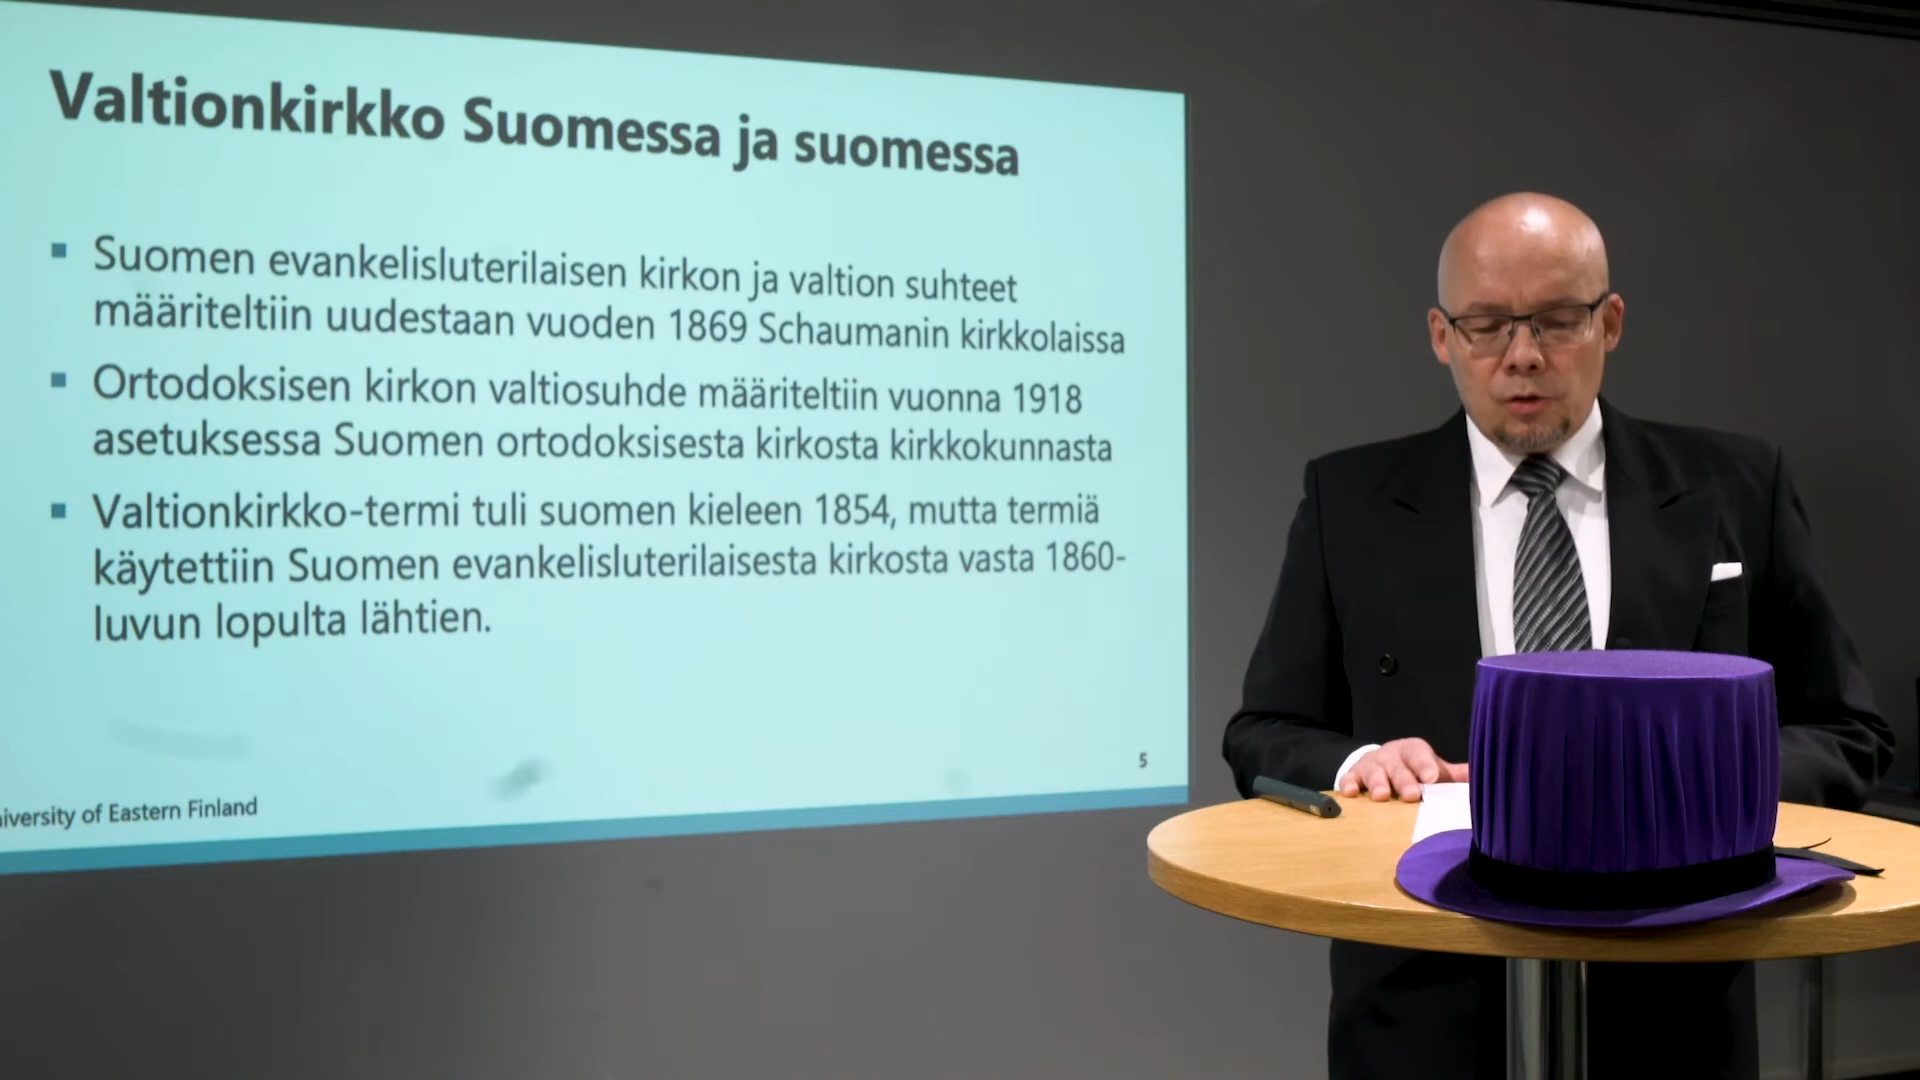 Valtionkirkko Suomessa ja suomessa
▪ Suomen evankelisluterilaisen kirkon ja valtion suhteet
määriteltiin uudestaan vuoden 1869 Schaumanin kirkkolaissa
▪ Ortodoksisen kirkon valtiosuhde määriteltiin vuonna 1918
asetuksessa Suomen ortodoksisesta kirkosta kirkkokunnasta
▪ Valtionkirkko-termi tuli suomen kieleen 1854, mutta termiä
käytettiin Suomen evankelisluterilaisesta kirkosta vasta 1860-
luvun lopulta lähtien.
5
iversity of Eastern Finland